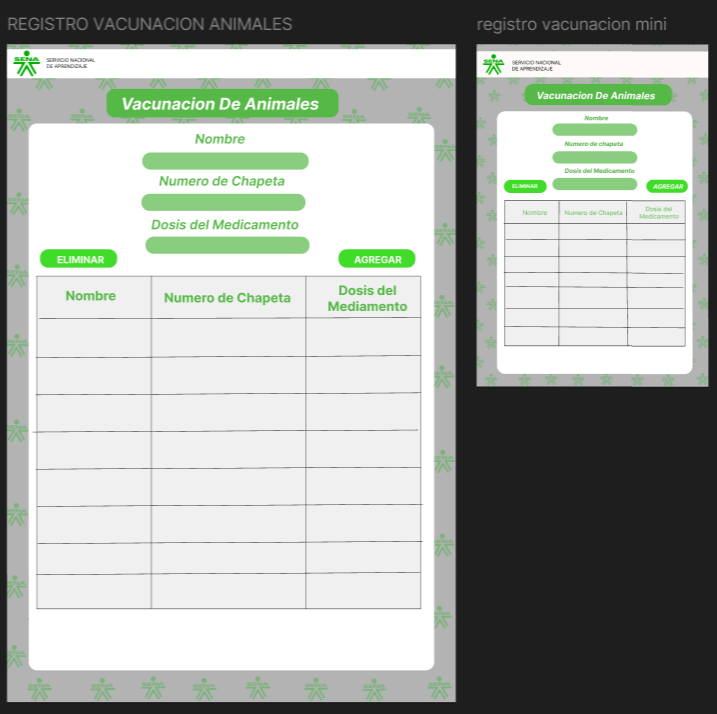 REGISTRO VACUNACION ANIMALES
SENA
SERVICIO NACIONAL
DE APRENDIZAJE
Vacunacion De Animales
Nombre
Numero de Chapeta
Dosis del Medicamento
ELIMINAR
AGREGAR
Nombre
Numero de Chapeta
Dosis del
Mediamento
registro vacunacion mini
SENA
SERVICIO NACIONAL
DE APRENDIZAJE
Vacunacion De Animales
Nombre
Numero de chapeta
Dosis del Medicamento
ELIMINAR
AGREGAR
Nombre
Numero de Chapeta
Dosis del
Medicamento